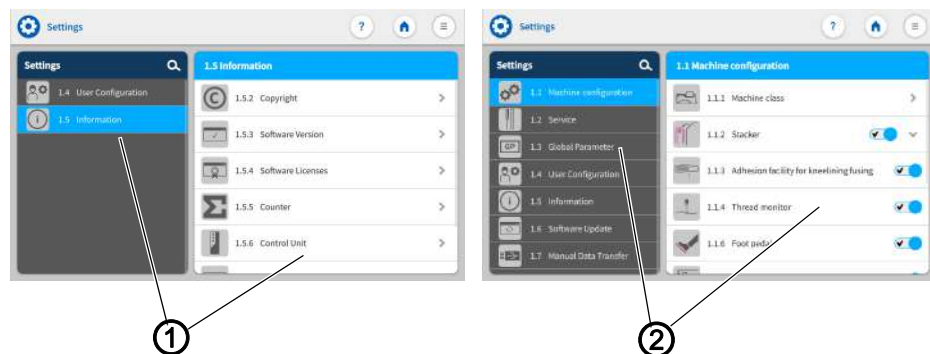 Settings
?
Settings
1.4 User Configuration
1.5 Information
1.5 Information
1.5.2 Copyright
1.5.3 Software Version
1.5.4 Software Licenses
1.5.5 Counter
1.5.6 Control Unit
1
Settings
?
Settings
1.1 Machine configuration
1.2 Service
GP 1.3 Global Parameter
1.4 User Configuration
1.5 Information
1.6 Software Update
1.7 Manual Data Transfer
1.1 Machine configuration
1.1.1 Machine class
1.1.2 Stacker
1.1.3 Adhesion facility for kneelining fusing
1.1.4 Thread monitor
1.1.6 Foot pedal
2